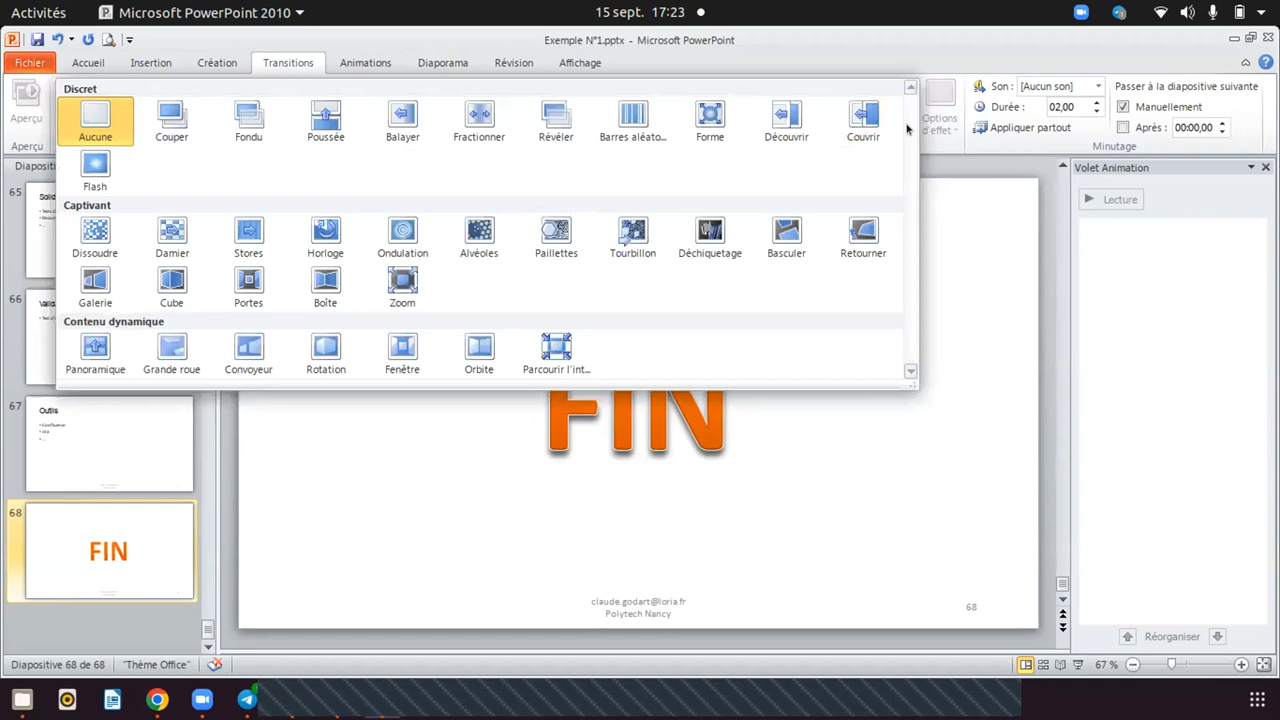 Activités
Microsoft PowerPoint 2010
15 sept. 17:23
Exemple N°1.pptx - Microsoft PowerPoint
Fichier
Accueil
Insertion
Création
Transitions
Animations
Diaporama
Révision
Affichage
Aperçu
Aperçu
Discret
Aucune
Couper
Fondu
Poussée
Balayer
Fractionner
Révéler
Barres aléato...
Forme
Découvrir
Couvrir
Flash
Captivant
Dissoudre
Damier
Stores
Horloge
Ondulation
Alvéoles
Paillettes
Tourbillon
Déchiquetage
Basculer
Retourner
Galerie
Cube
Portes
Boîte
Zoom
Contenu dynamique
Panoramique
Grande roue
Convoyeur
Rotation
Fenêtre
Orbite
Parcourir l'int...
Options
d'effet
Son : [Aucun son]
Durée : 02,00
Appliquer partout
Passer à la diapositive suivante
Manuellement
Après : 00:00,00
Minutage
Diaposit
65
66
67
Outils
68
FIN
FIN
claude.godart@loria.fr
Polytech Nancy
68
Volet Animation
Lecture
Réorganiser
Diapositive 68 de 68
"Thème Office"
67 %